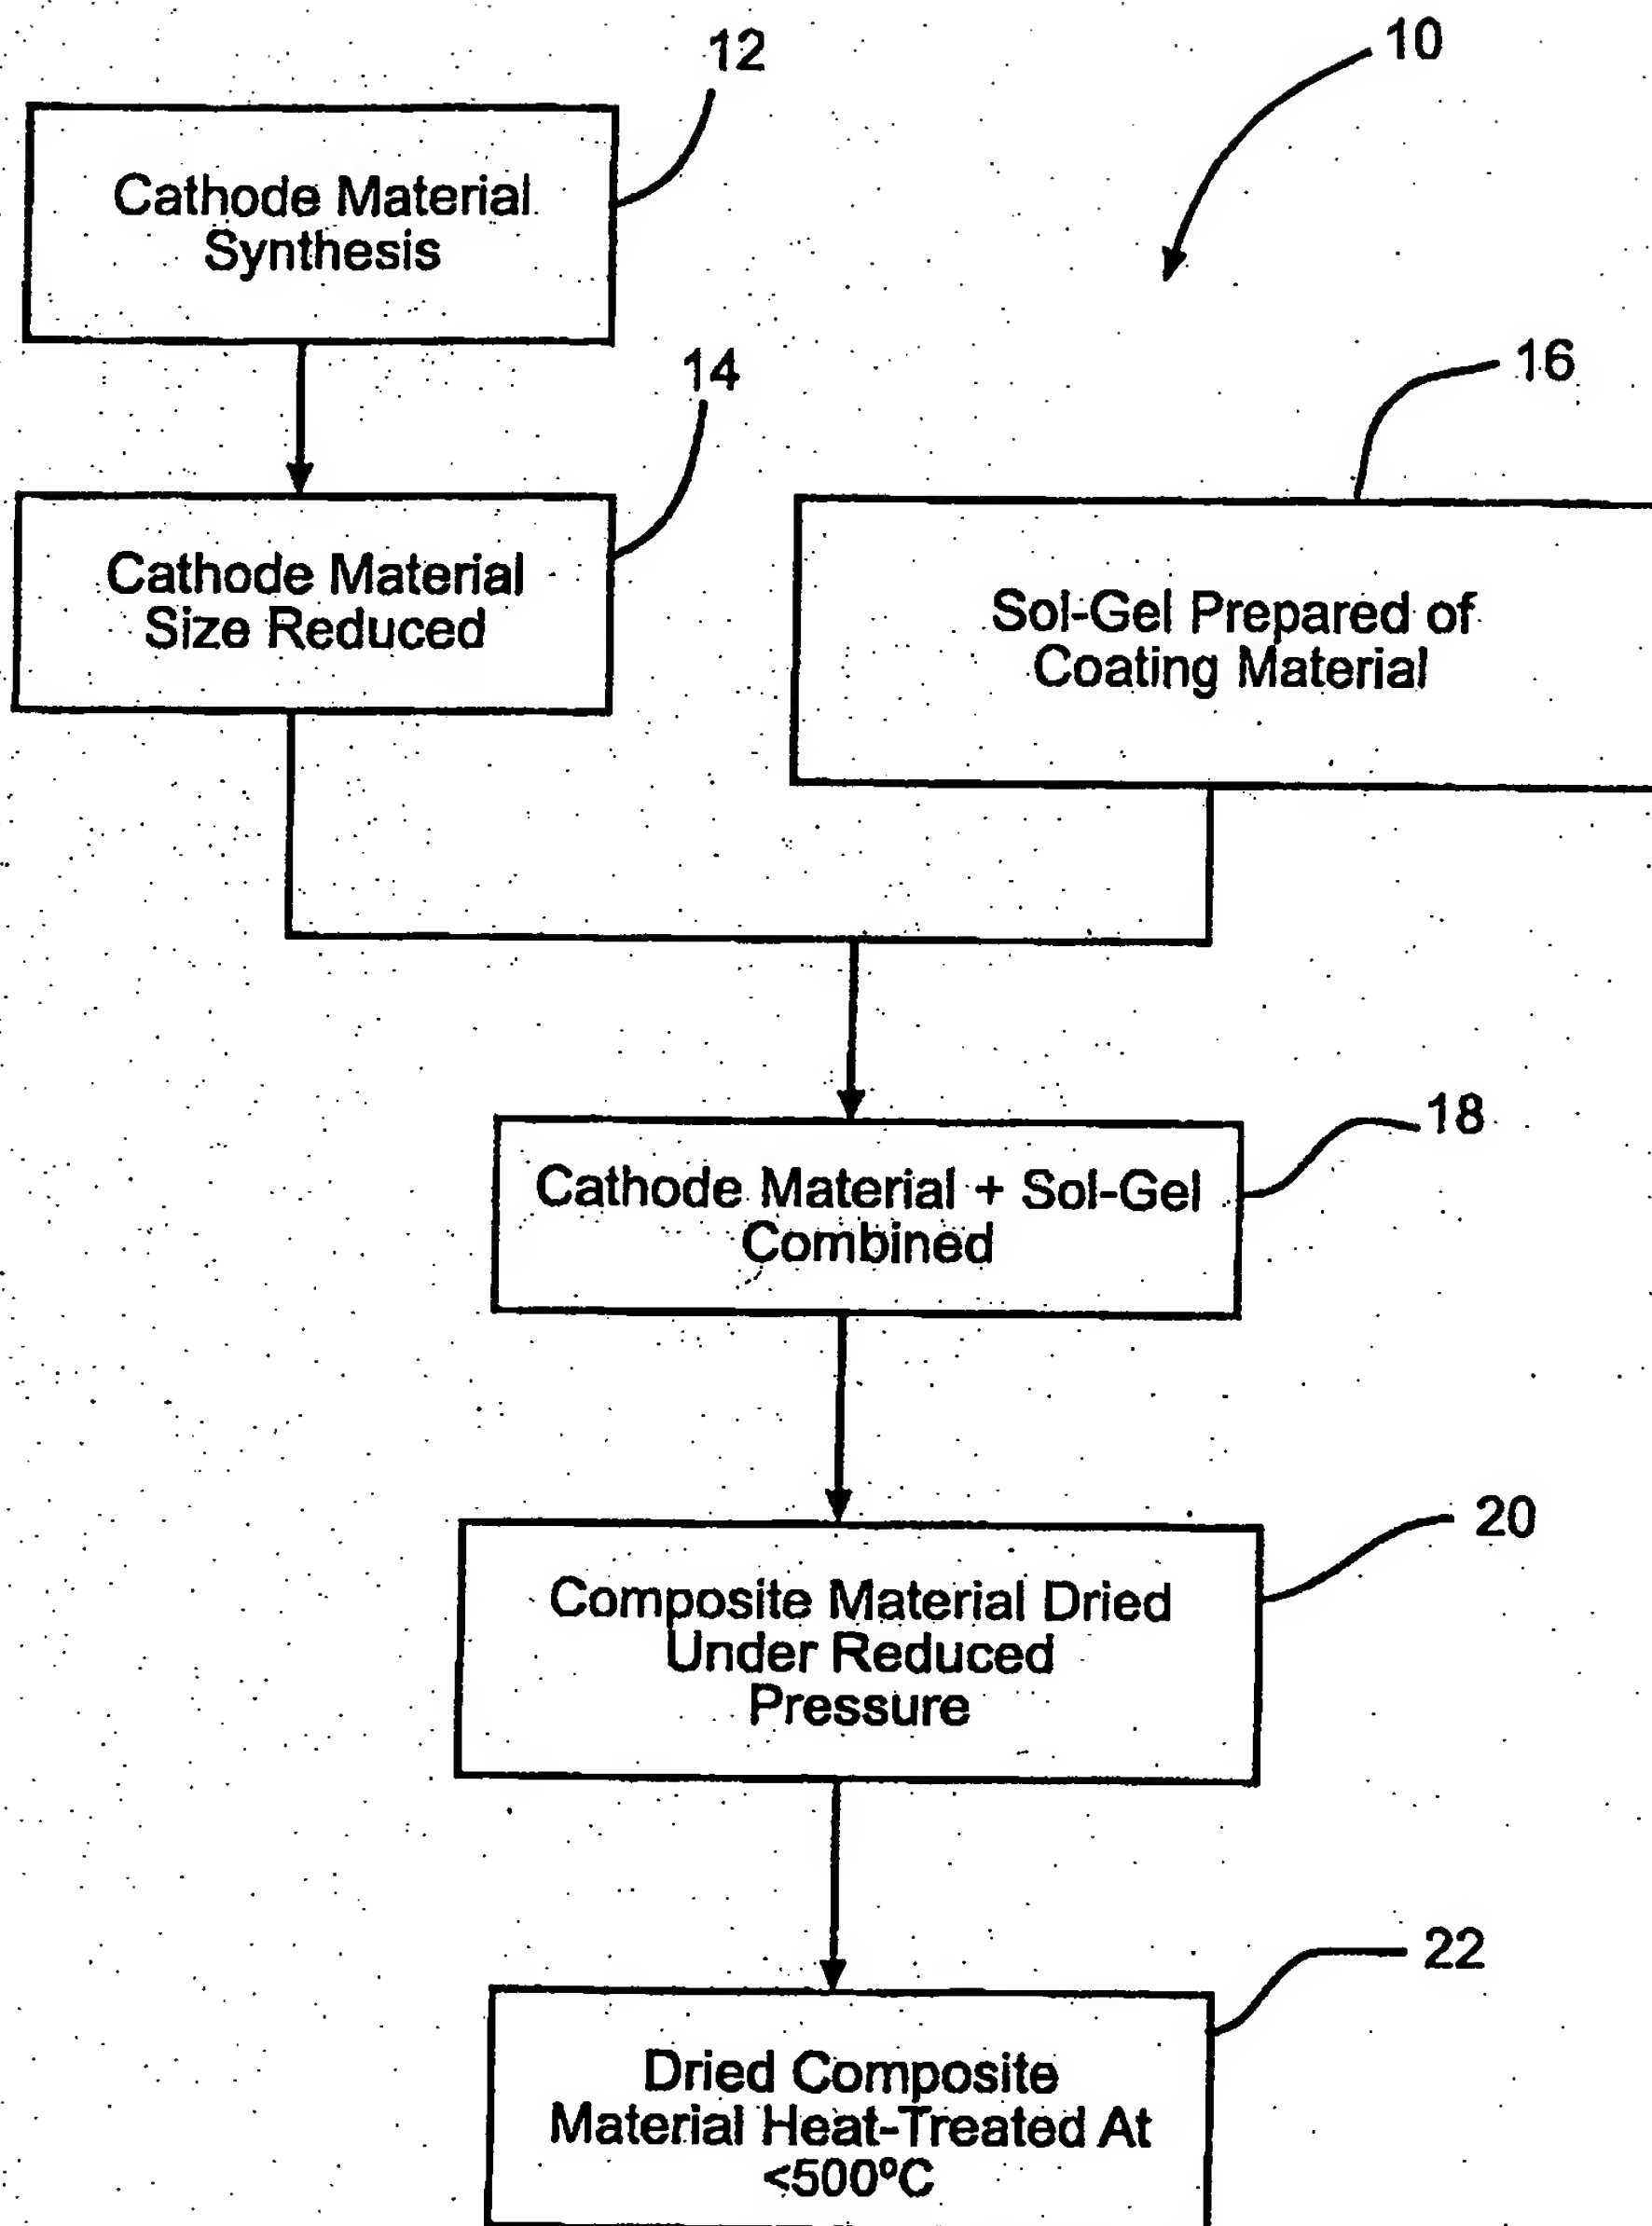 12
10
Cathode Material
Synthesis
14
16
Cathode Material
Size Reduced
Sol-Gel Prepared of
Coating Material
18
Cathode Material + Sol-Gel
Combined
20
Composite Material Dried
Under Reduced
Pressure
22
Dried Composite
Material Heat-Treated At
<500ºC